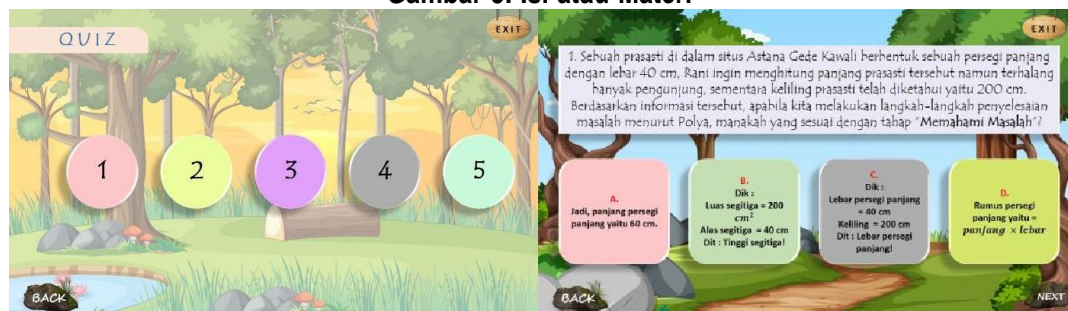 QUIZ
EXIT
1
2
3
4
5
BACK
EXIT
1. Sebuah prasasti di dalam situs Astana Gede Kawali berbentuk sebuah persegi panjang
dengan lebar 40 cm, Rani ingin menghitung panjang prasasti tersebut namun terhalang
banyak pengunjung, sementara keliling prasasti telah diketahui yaitu 200 cm.
Berdasarkan informasi tersebut, apabila kita melakukan langkah-langkah penyelesaian
masalah menurut Polya, manakah yang sesuai dengan tahap "Memahami Masalah"?
A.
Jadi, panjang persegi
panjang yaitu 60 cm.
B.
Dik :
Luas segitiga = 200
cm²
Alas segitiga = 40 cm
Dit : Tinggi segitiga!
C.
Dik :
Lebar persegi panjang
= 40 cm
Keliling = 200 cm
Dit : Lebar persegi
panjang!
D.
Rumus persegi
panjang yaitu =
panjang × lebar
BACK
NEXT